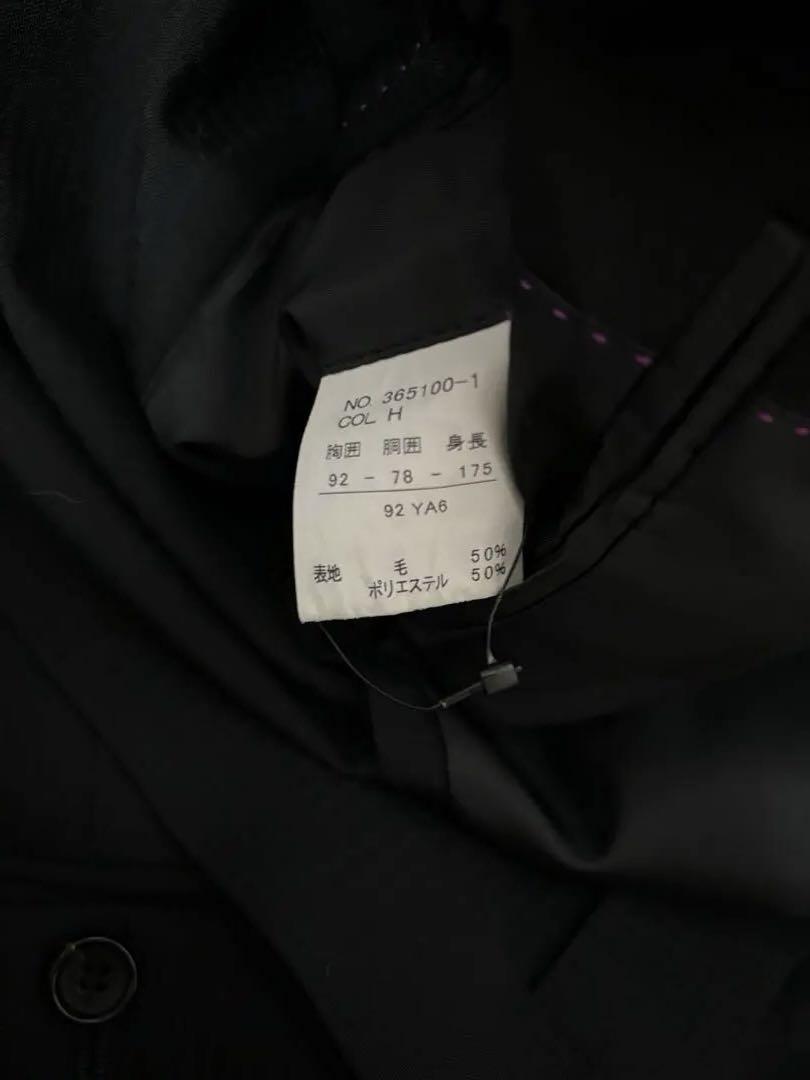 NO. 365100-1
COL H
胸囲 胴囲 身長
92 - 78 - 175
92 YA6
表地 毛 50%
ポリエステル 50%